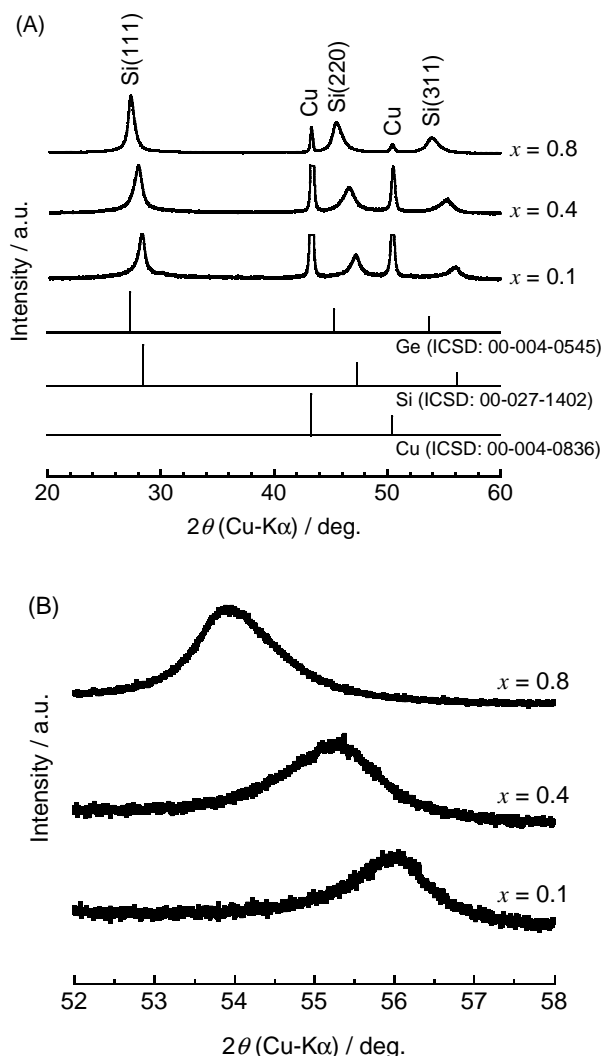 (A)
Si(111)
Cu
Si(220)
Cu
Si(311)
x = 0.8
x = 0.4
x = 0.1
Intensity / a.u.
Ge (ICSD: 00-004-0545)
Si (ICSD: 00-027-1402)
Cu (ICSD: 00-004-0836)
20 30 40 50 60
2θ (Cu-Kα) / deg.
(B)
x = 0.8
x = 0.4
x = 0.1
Intensity / a.u.
52 53 54 55 56 57 58
2θ (Cu-Kα) / deg.